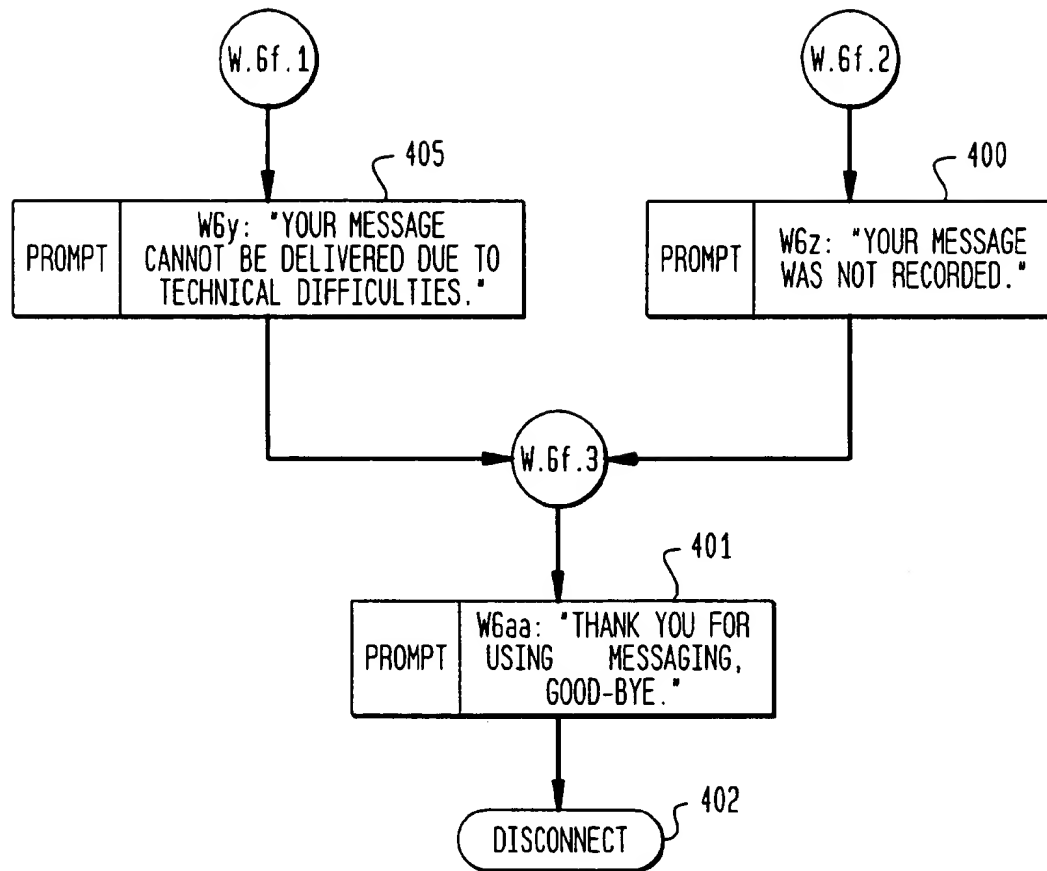 W.6f.1
W.6f.2
405
400
PROMPT
W6y: "YOUR MESSAGE
CANNOT BE DELIVERED DUE TO
TECHNICAL DIFFICULTIES."
PROMPT
W6z: "YOUR MESSAGE
WAS NOT RECORDED."
W.6f.3
401
PROMPT
W6aa: "THANK YOU FOR
USING MESSAGING,
GOOD-BYE."
402
DISCONNECT